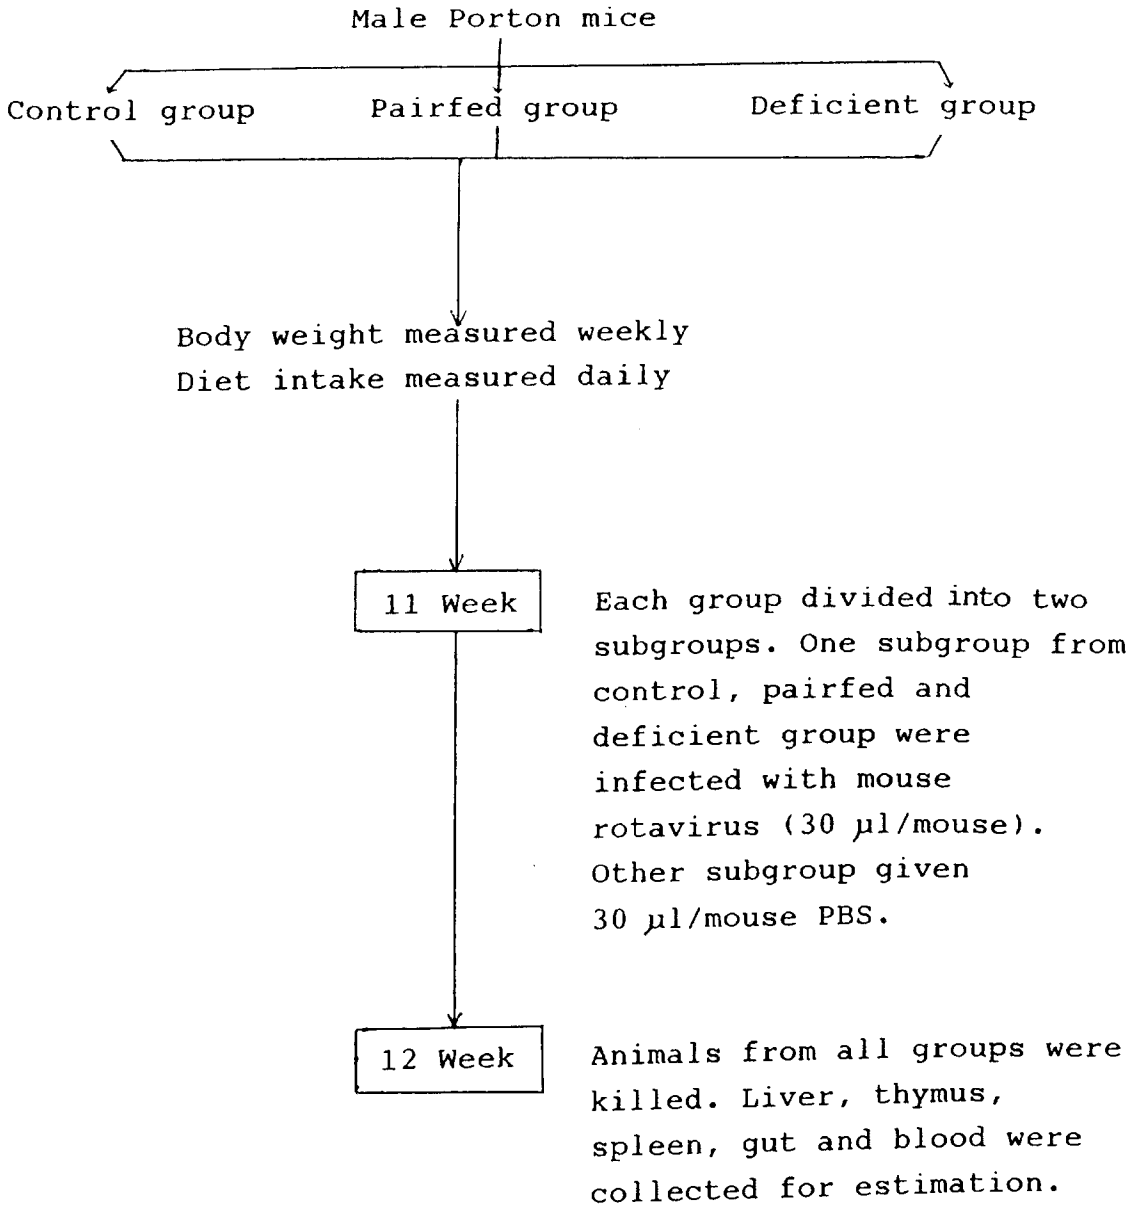 Male Porton mice
Control group Pairfed group Deficient group
Body weight measured weekly
Diet intake measured daily
11 Week
Each group divided into two
subgroups. One subgroup from
control, pairfed and
deficient group were
infected with mouse
rotavirus (30 µl/mouse).
Other subgroup given
30 µl/mouse PBS.
12 Week
Animals from all groups were
killed. Liver, thymus,
spleen, gut and blood were
collected for estimation.